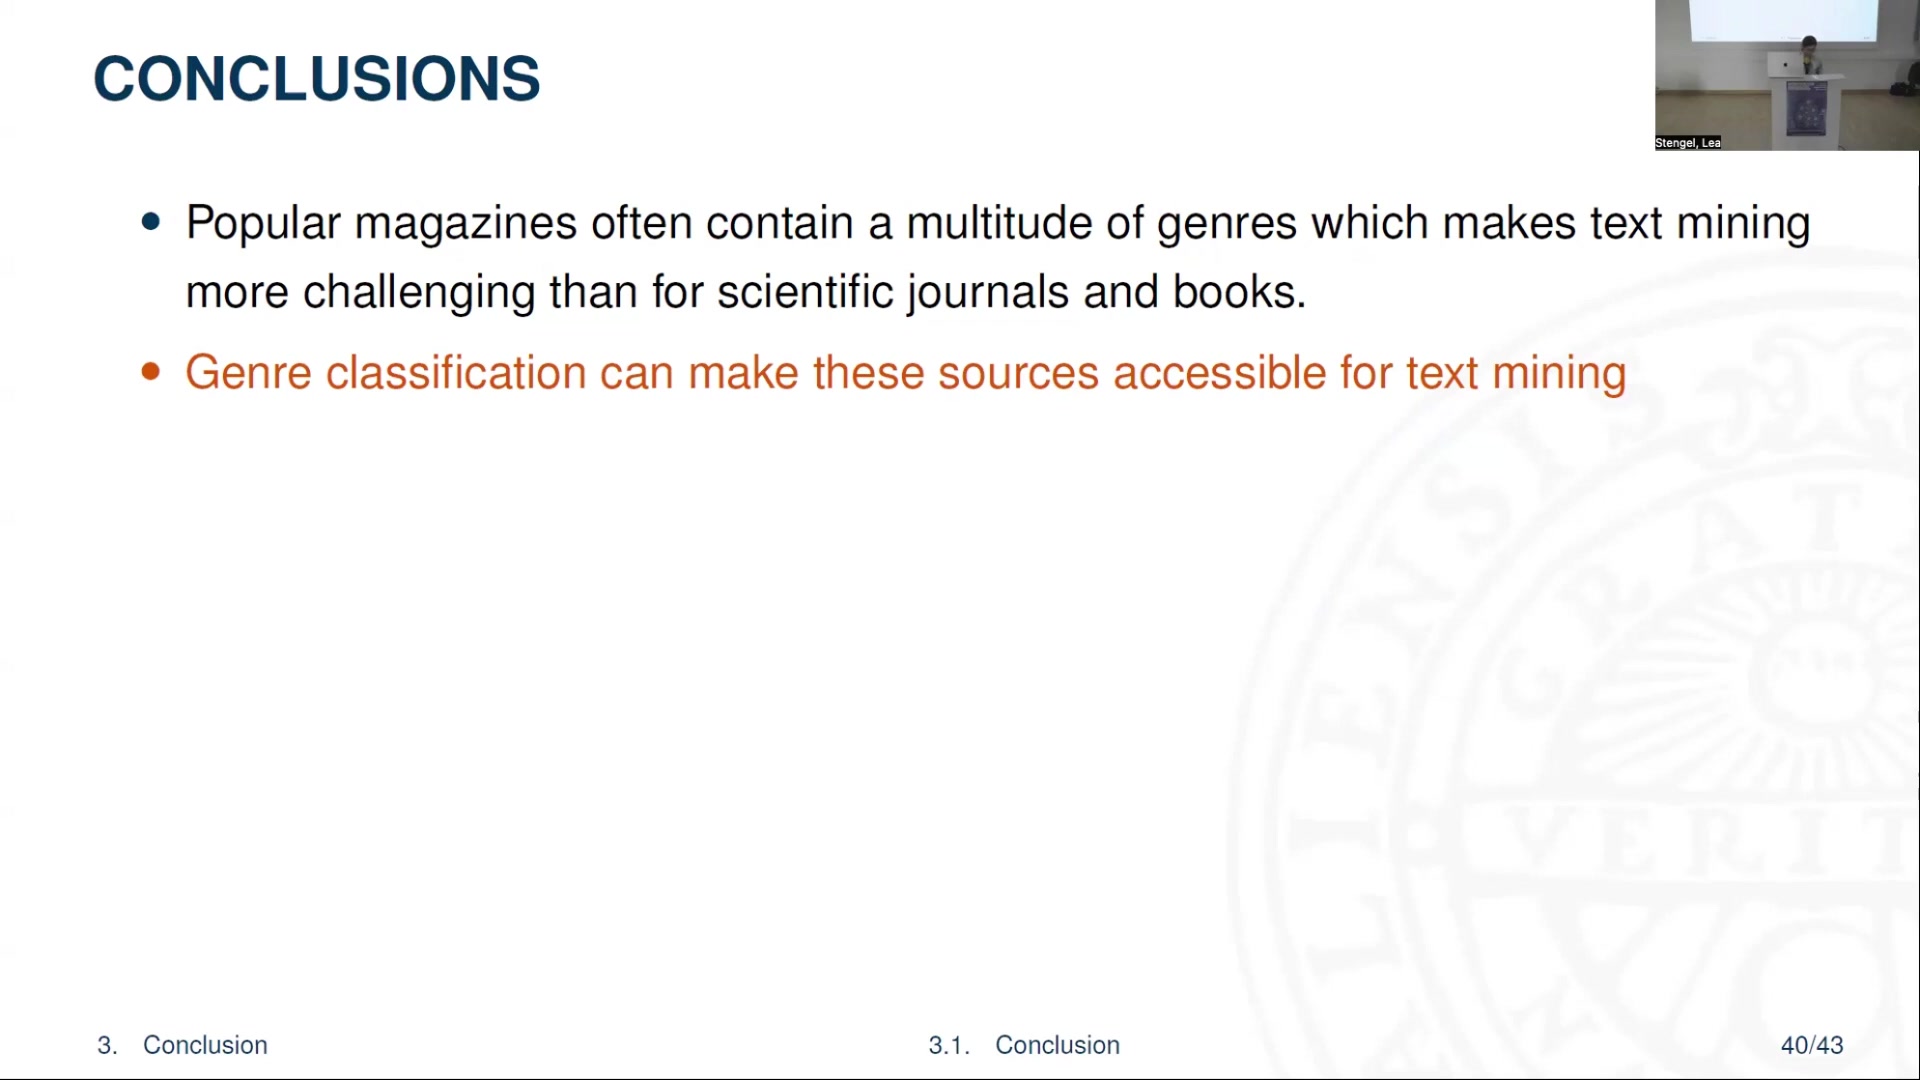 CONCLUSIONS
Stengel, Lea
• Popular magazines often contain a multitude of genres which makes text mining
more challenging than for scientific journals and books.
• Genre classification can make these sources accessible for text mining
GRAT
VERIT
3. Conclusion
3.1. Conclusion
40/43